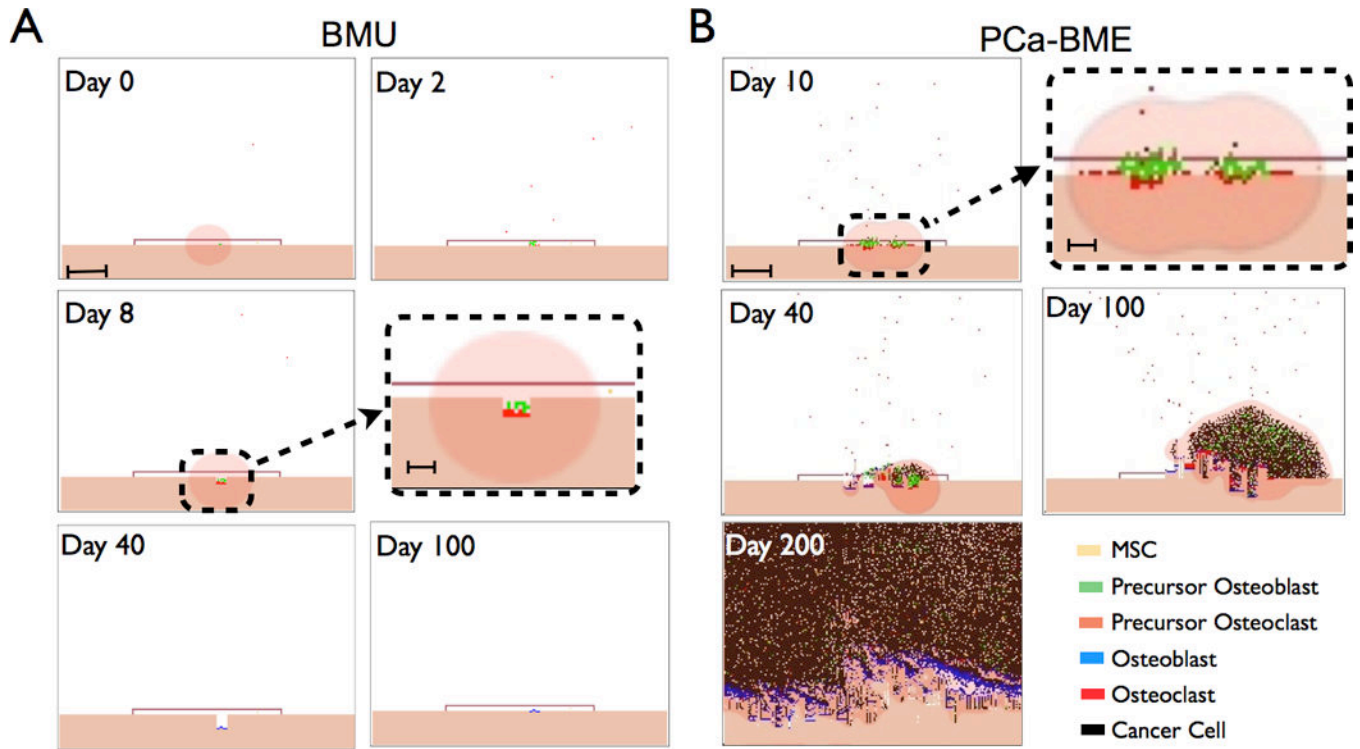 A
BMU
Day 0
Day 2
Day 8
Day 40
Day 100
B
PCa-BME
Day 10
Day 40
Day 100
Day 200
MSC
Precursor Osteoblast
Precursor Osteoclast
Osteoblast
Osteoclast
Cancer Cell